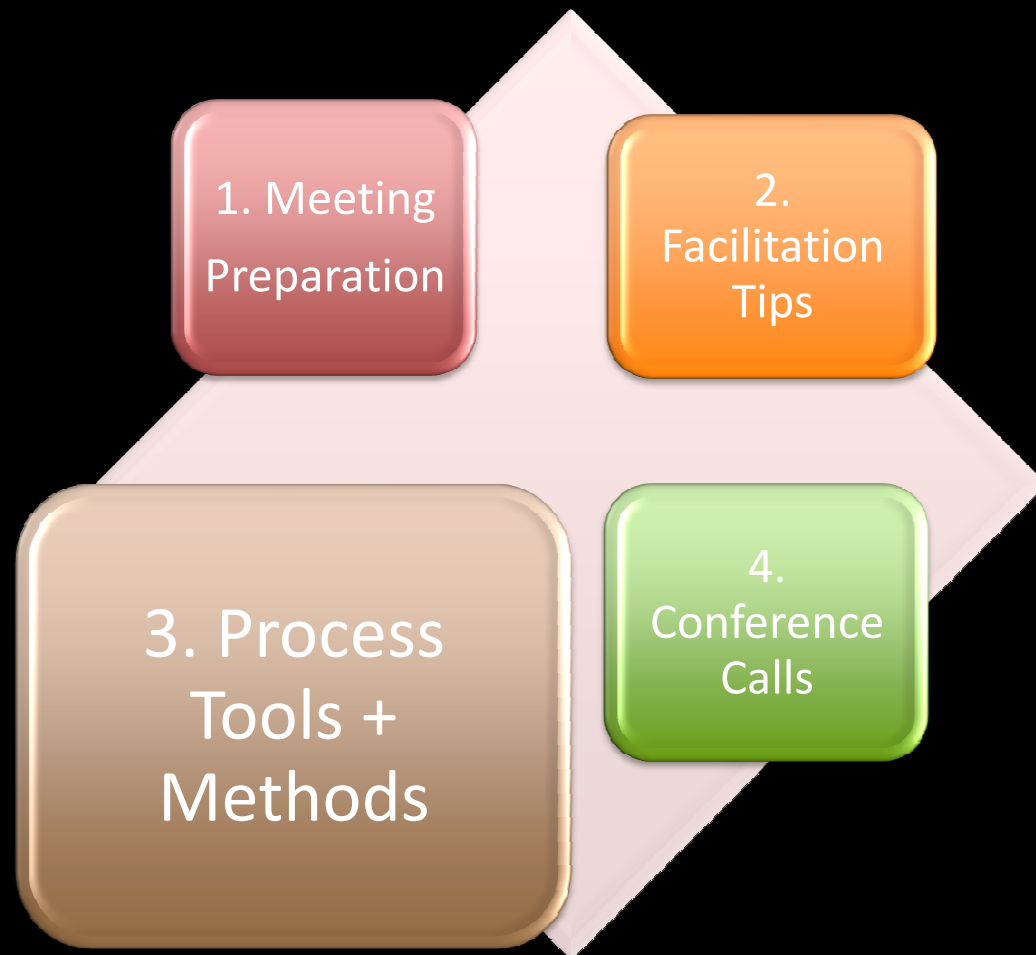 1. Meeting
Preparation
2.
Facilitation
Tips
3. Process
Tools +
Methods
4.
Conference
Calls